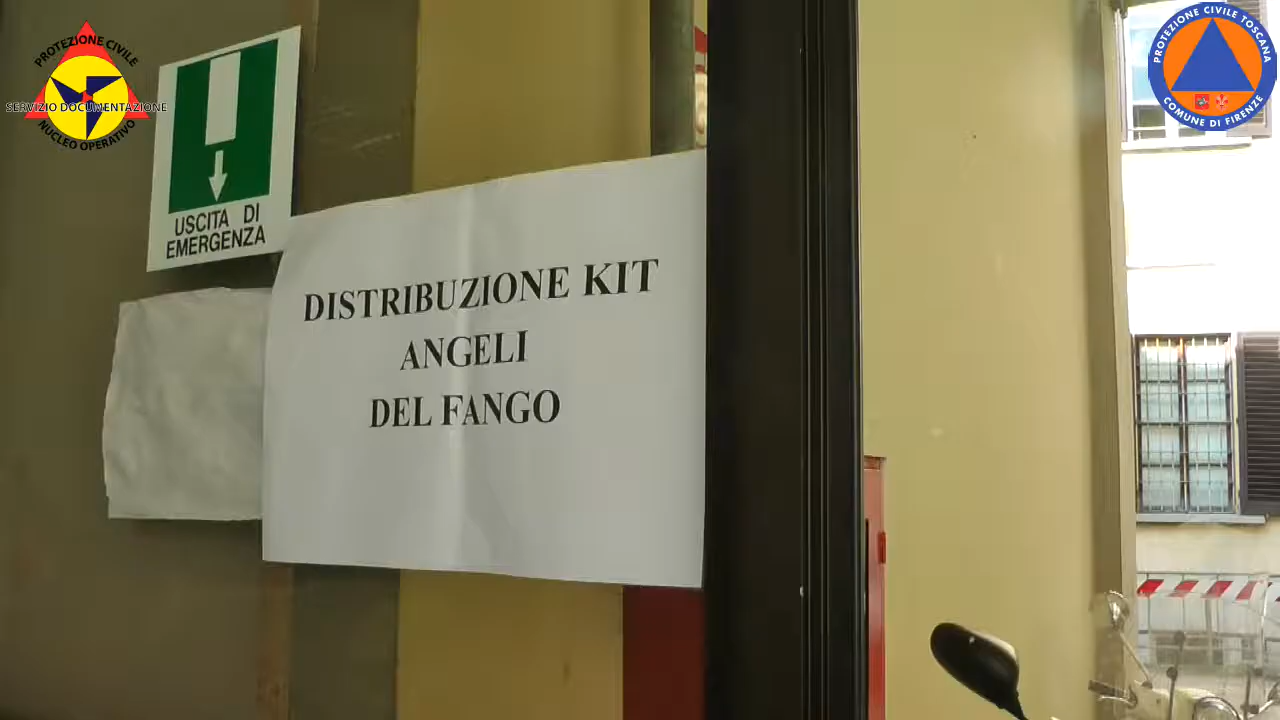 PROTEZIONE CIVILE
SERVIZIO DOCUMENTAZIONE
NUCLEO OPERATIVO
PROTEZIONE CIVILE TOSCANA
COMUNE DI FIRENZE
USCITA DI
EMERGENZA
DISTRIBUZIONE KIT
ANGELI
DEL FANGO